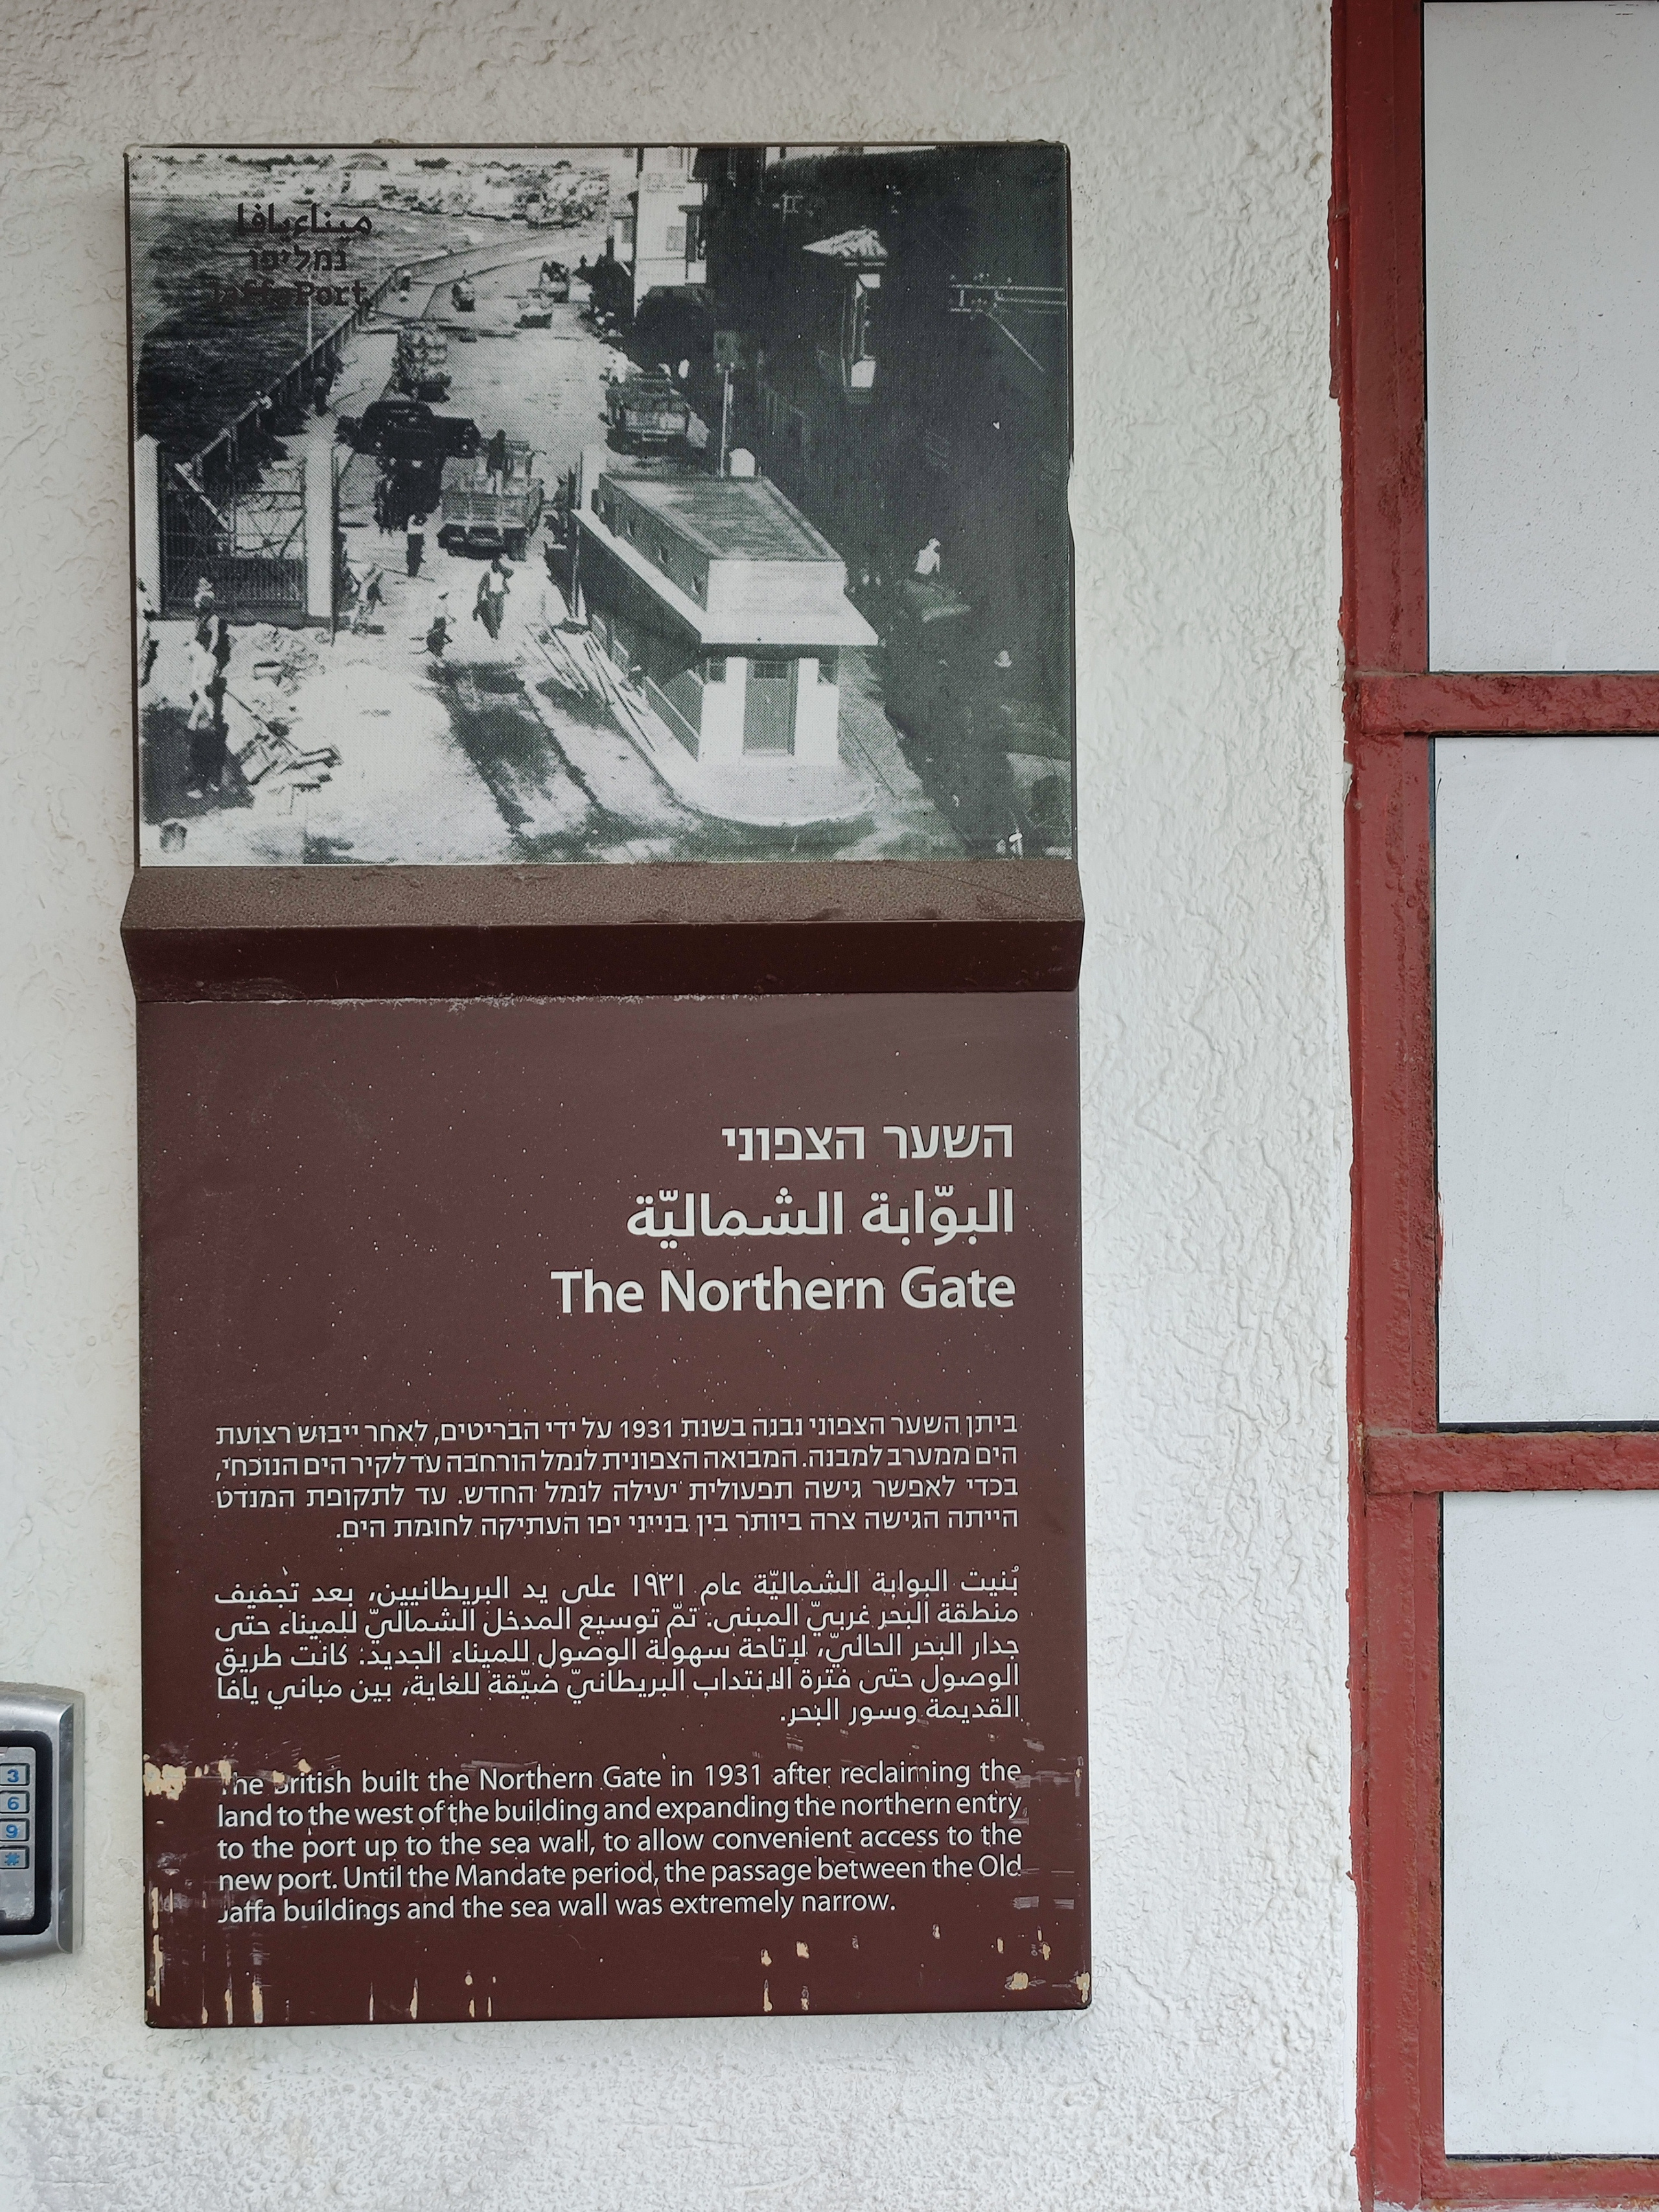 ميناء يافا
נמל יפו
Jaffa Port
השער הצפוני
البوّابة الشماليّة
The Northern Gate
ביתן השער הצפוני נבנה בשנת 1931 על ידי הבריטים, לאחר ייבוש רצועת
הים ממערב למבנה. המבואה הצפונית לנמל הורחבה עד לקיר הים הנוכחי,
בכדי לאפשר גישה תפעולית יעילה לנמל החדש. עד לתקופת המנדט
הייתה הגישה צרה ביותר בין בנייני יפו העתיקה לחומת הים.
بُنيت البوابة الشماليّة عام ١٩٣١ على يد البريطانيين، بعد تجفيف
منطقة البحر غربيّ المبنى. تمّ توسيع المدخل الشماليّ للميناء حتى
جدار البحر الحاليّ، لإتاحة سهولة الوصول للميناء الجديد. كانت طريق
الوصول حتى فترة الانتداب البريطانيّ ضيّقة للغاية، بين مباني يافا
القديمة وسور البحر.
The British built the Northern Gate in 1931 after reclaiming the
land to the west of the building and expanding the northern entry
to the port up to the sea wall, to allow convenient access to the
new port. Until the Mandate period, the passage between the Old
Jaffa buildings and the sea wall was extremely narrow.
3
6
9
#